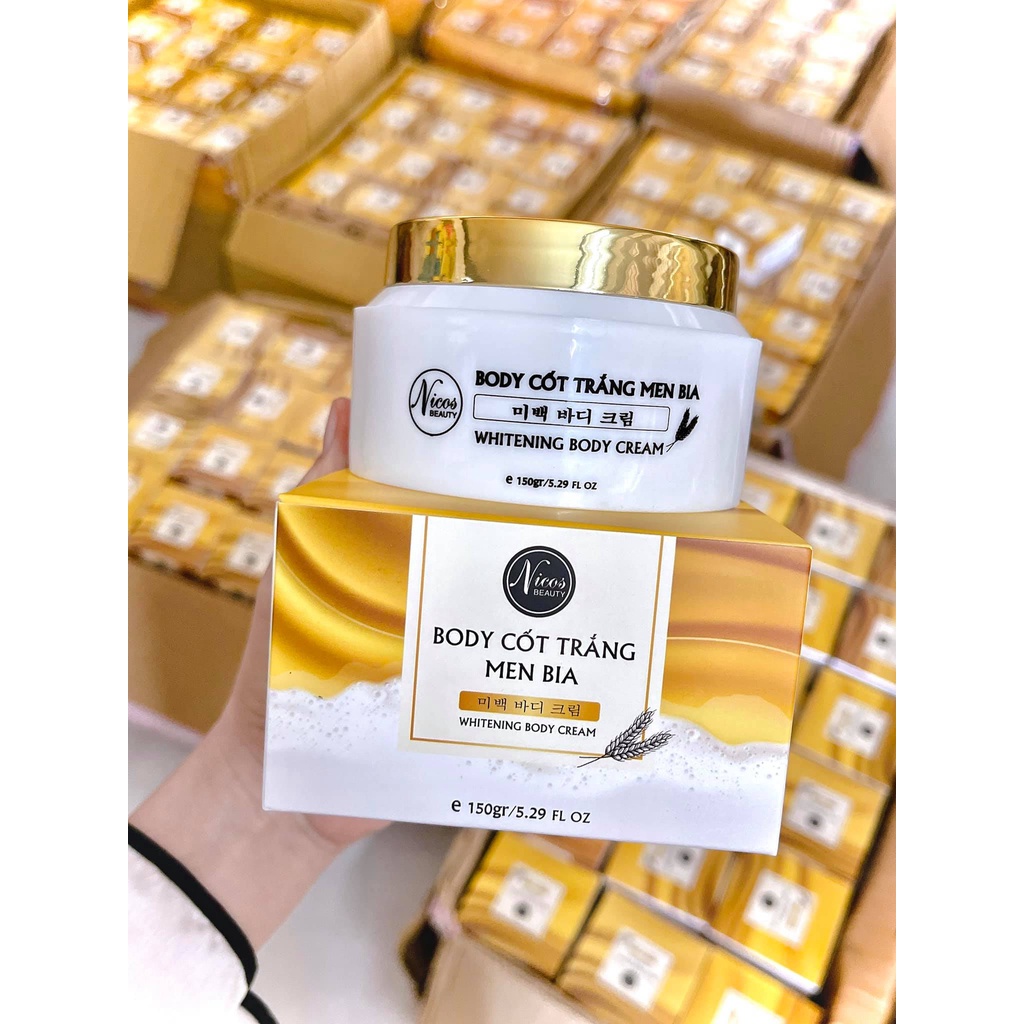 Nicos
BEAUTY
BODY CỐT TRẮNG MEN BIA
미백 바디 크림
WHITENING BODY CREAM
e 150gr/5.29 FL OZ
Nicos
BEAUTY
BODY CỐT TRẮNG
MEN BIA
미백 바디 크림
WHITENING BODY CREAM
e 150gr/5.29 FL OZ